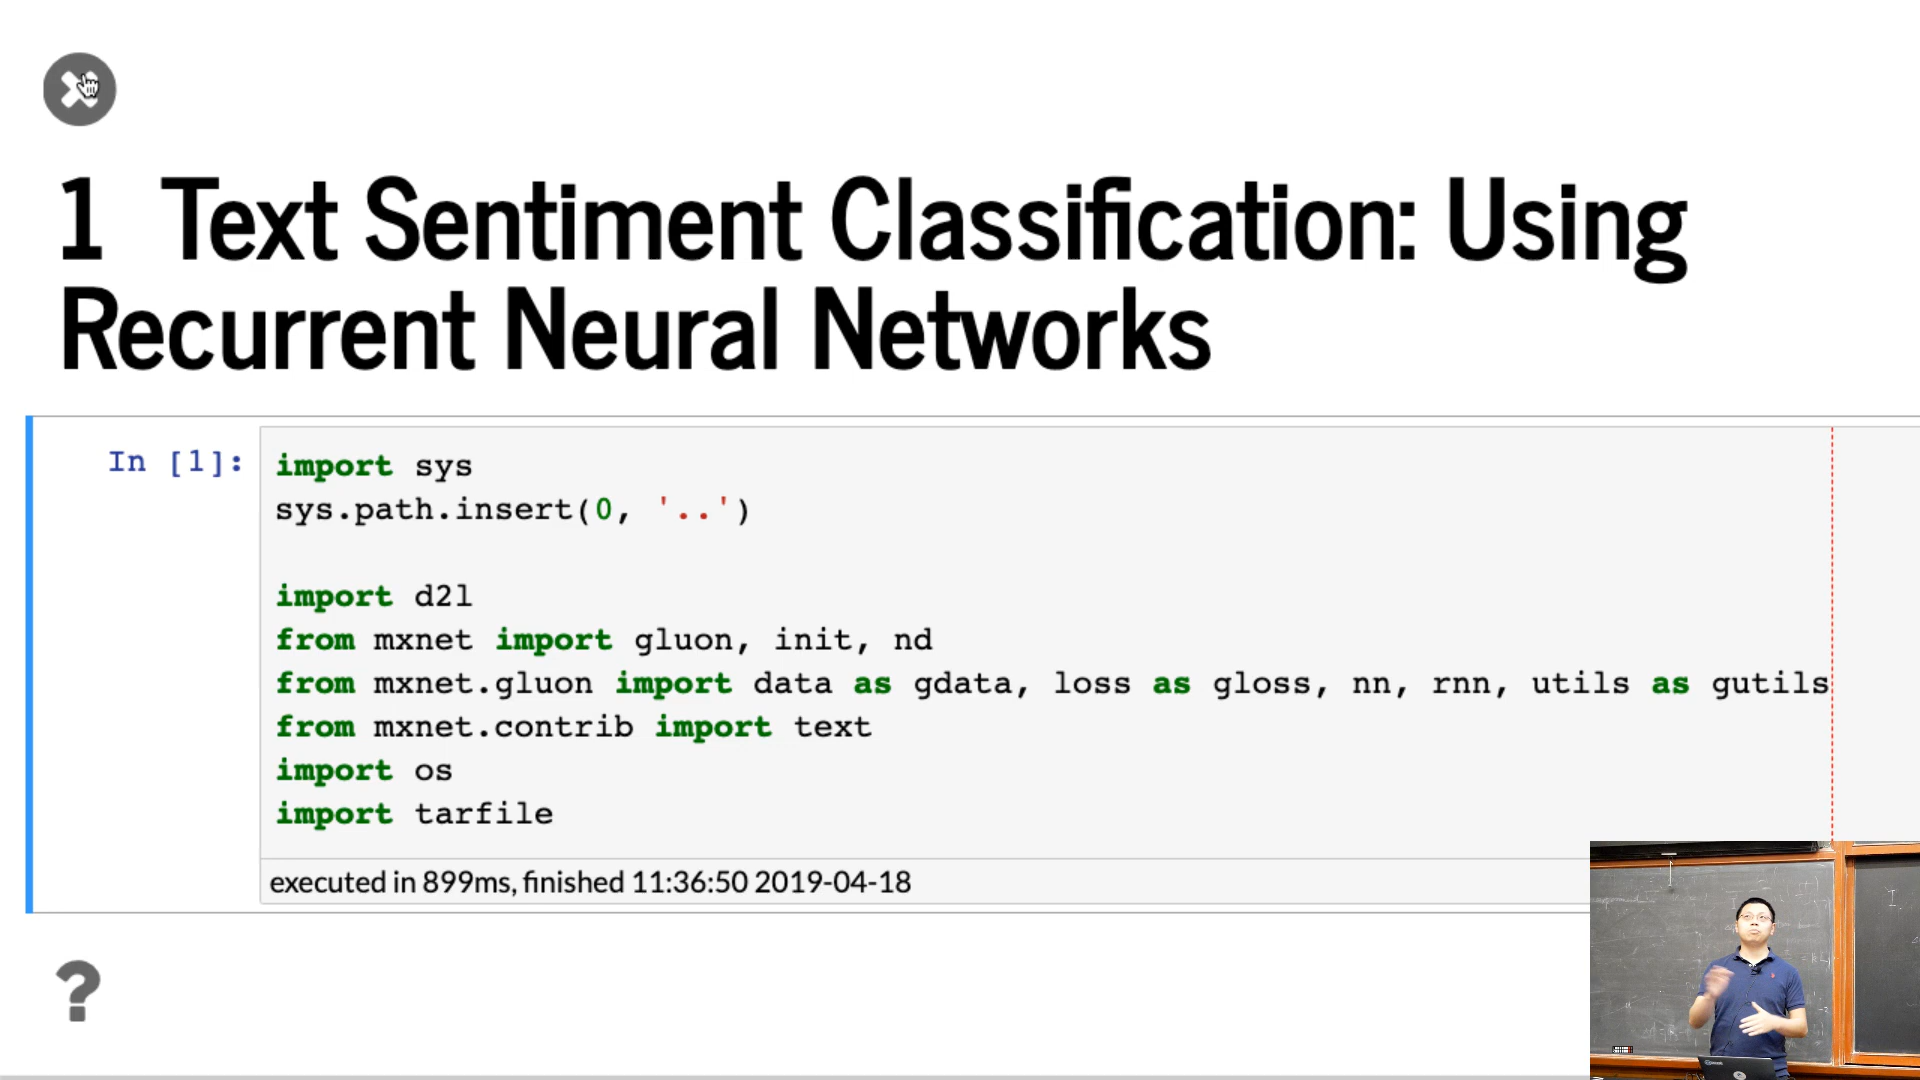 1 Text Sentiment Classification: Using
Recurrent Neural Networks
In [1]:
import sys
sys.path.insert(0, '..')
import d2l
from mxnet import gluon, init, nd
from mxnet.gluon import data as gdata, loss as gloss, nn, rnn, utils as gutils
from mxnet.contrib import text
import os
import tarfile
executed in 899ms, finished 11:36:50 2019-04-18
?